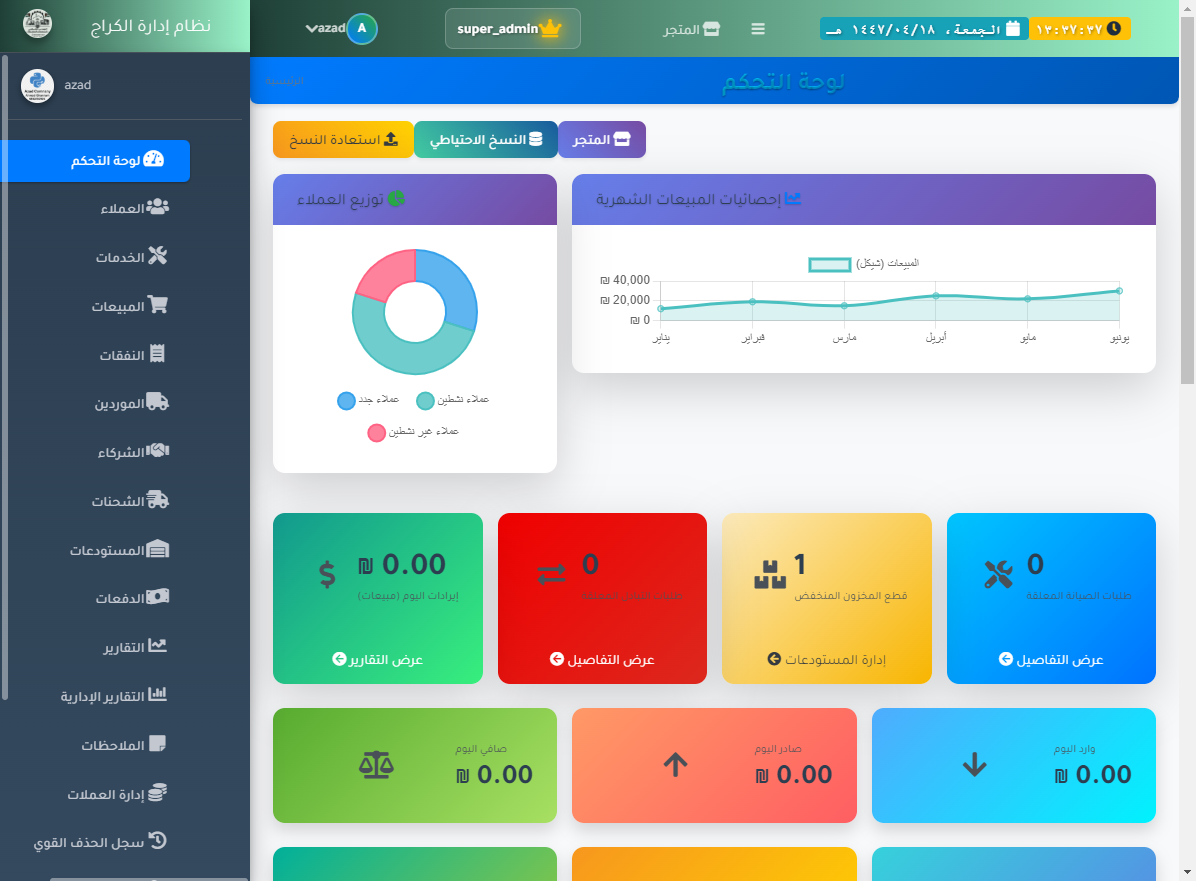 نظام إدارة الكراج
azad
لوحة التحكم
العملاء
الخدمات
المبيعات
النفقات
الموردين
الشركاء
الشحنات
المستودعات
الدفعات
التقارير
التقارير الإدارية
الملاحظات
إدارة العملات
سجل الحذف القوي
١٣:٣٧:٣٧
الجمعة، ١٤٤٧/٠٤/١٨ هـ
المتجر
super_admin
A
azad
لوحة التحكم
الرئيسية
المتجر
النسخ الاحتياطي
استعادة النسخ
إحصائيات المبيعات الشهرية
المبيعات (شيكل)
₪ 40,000
₪ 20,000
₪ 0
يناير فبراير مارس أبريل مايو يونيو
توزيع العملاء
عملاء نشطين
عملاء جدد
عملاء غير نشطين
0
طلبات الصيانة المعلقة
عرض التفاصيل
1
قطع المخزون المنخفض
إدارة المستودعات
0
طلبات التبادل المعلقة
عرض التفاصيل
0.00 ₪
إيرادات اليوم (مبيعات)
عرض التقارير
وارد اليوم
0.00 ₪
صادر اليوم
0.00 ₪
صافي اليوم
0.00 ₪